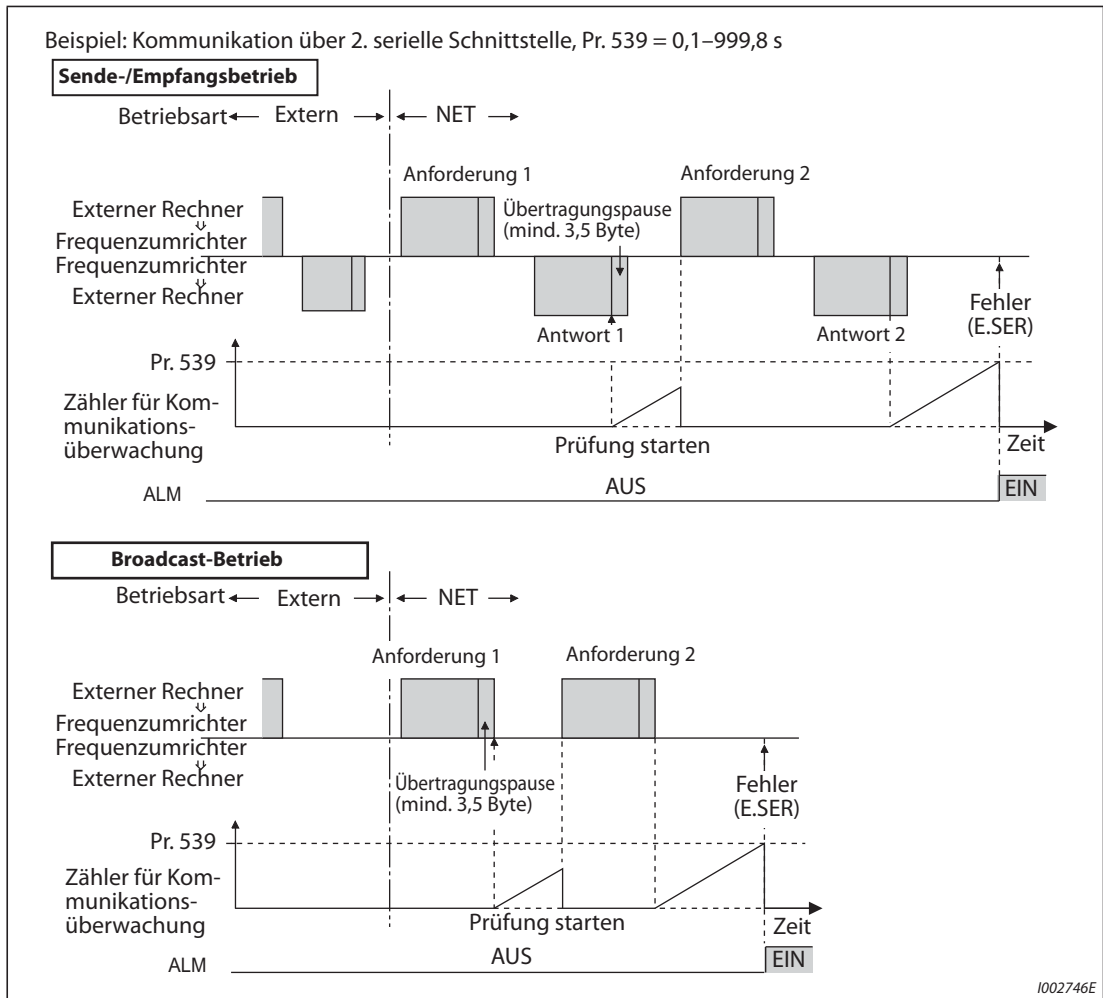 Beispiel: Kommunikation über 2. serielle Schnittstelle, Pr. 539 = 0,1–999,8 s
Sende-/Empfangsbetrieb
Betriebsart Extern NET
Anforderung 1 Anforderung 2
Externer Rechner
Frequenzumrichter
Frequenzumrichter
Externer Rechner
Übertragungspause
(mind. 3,5 Byte)
Antwort 1 Antwort 2
Fehler
(E.SER)
Pr. 539
Zähler für Kom-
munikations-
überwachung
Prüfung starten
Zeit
ALM AUS EIN
Broadcast-Betrieb
Betriebsart Extern NET
Anforderung 1 Anforderung 2
Externer Rechner
Frequenzumrichter
Frequenzumrichter
Externer Rechner
Übertragungspause
(mind. 3,5 Byte)
Fehler
(E.SER)
Pr. 539
Zähler für Kom-
munikations-
überwachung
Prüfung starten
Zeit
ALM AUS EIN
I002746E